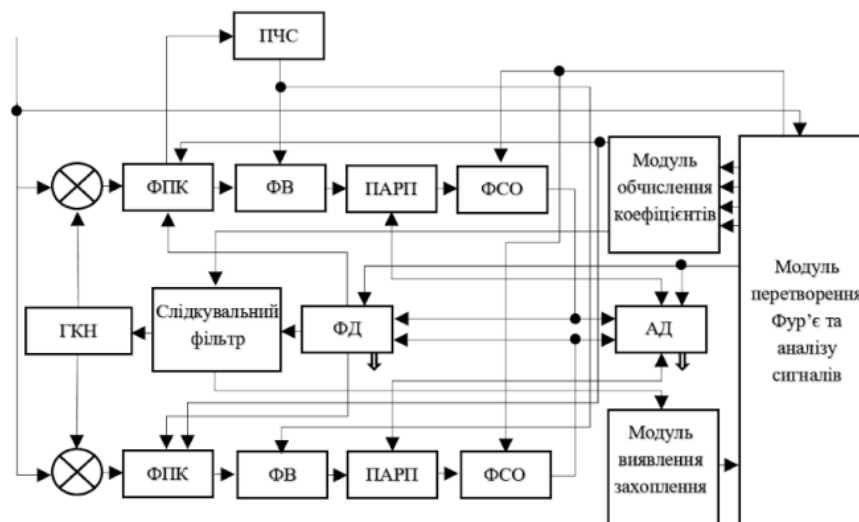 ПЧС
ФПК
ФВ
ПАРП
ФСО
Модуль
обчислення
коефіцієнтів
Модуль
перетворення
Фур’є та
аналізу
сигналів
ГКН
Слідкувальний
фільтр
ФД
АД
ФПК
ФВ
ПАРП
ФСО
Модуль
виявлення
захоплення